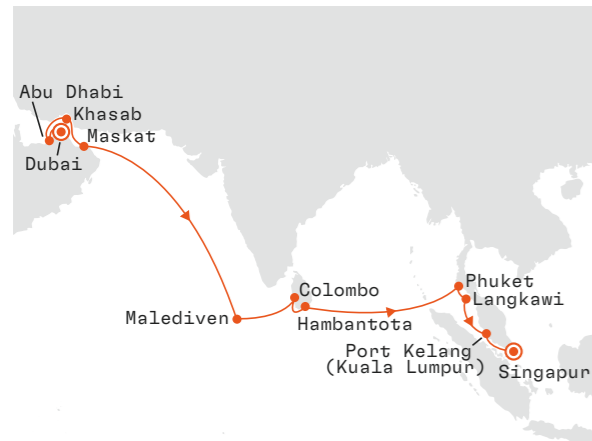 Abu Dhabi
Khasab
Maskat
Dubai
Malediven
Colombo
Hambantota
Phuket
Langkawi
Port Kelang
(Kuala Lumpur)
Singapur